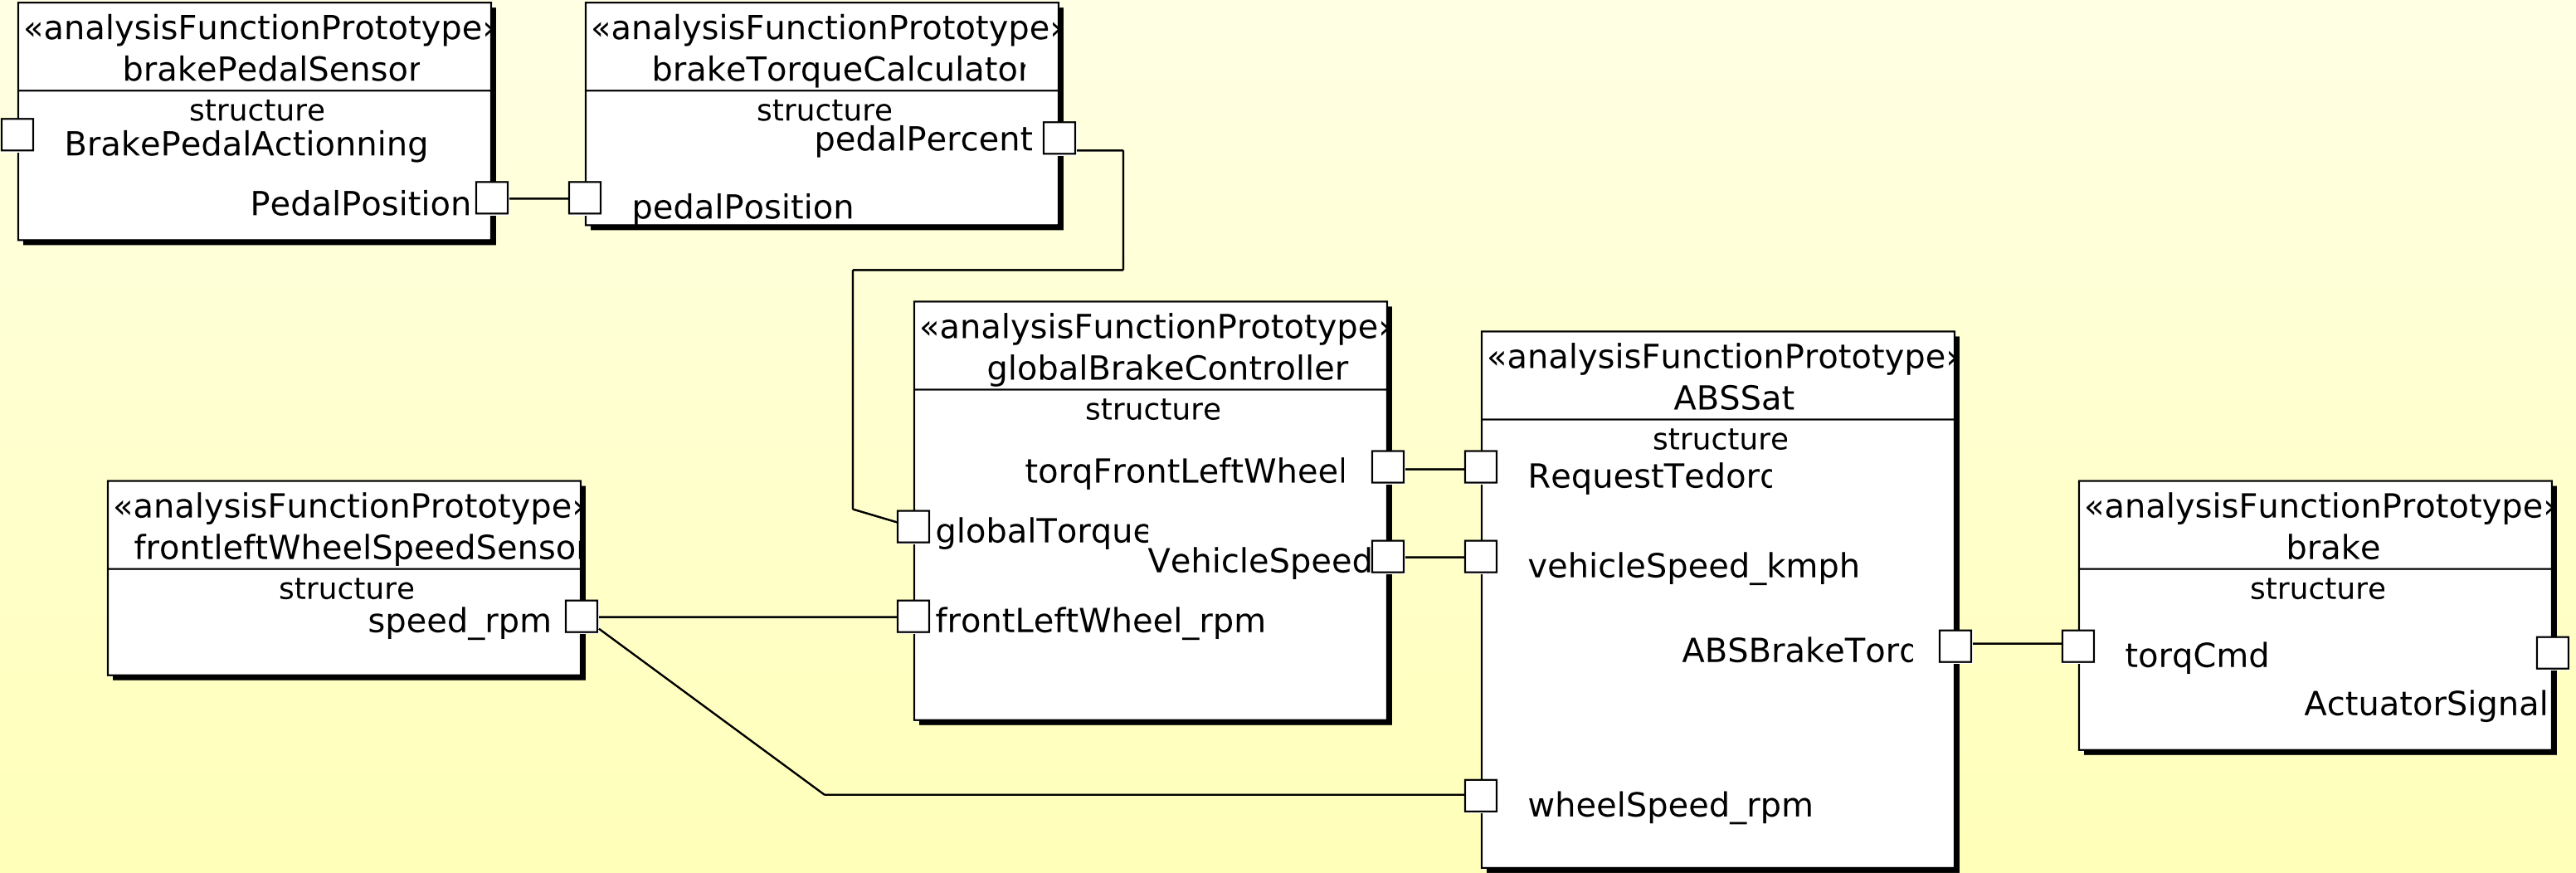 «analysisFunctionPrototype»
brakePedalSensor
structure
BrakePedalActionning
PedalPosition
«analysisFunctionPrototype»
brakeTorqueCalculator
structure
pedalPercent
pedalPosition
«analysisFunctionPrototype»
globalBrakeController
structure
torqFrontLeftWheel
globalTorque
VehicleSpeed
frontLeftWheel_rpm
«analysisFunctionPrototype»
ABSSat
structure
RequestTedorc
vehicleSpeed_kmph
ABSBrakeTorc
wheelSpeed_rpm
«analysisFunctionPrototype»
frontleftWheelSpeedSensor
structure
speed_rpm
«analysisFunctionPrototype»
brake
structure
torqCmd
ActuatorSignal